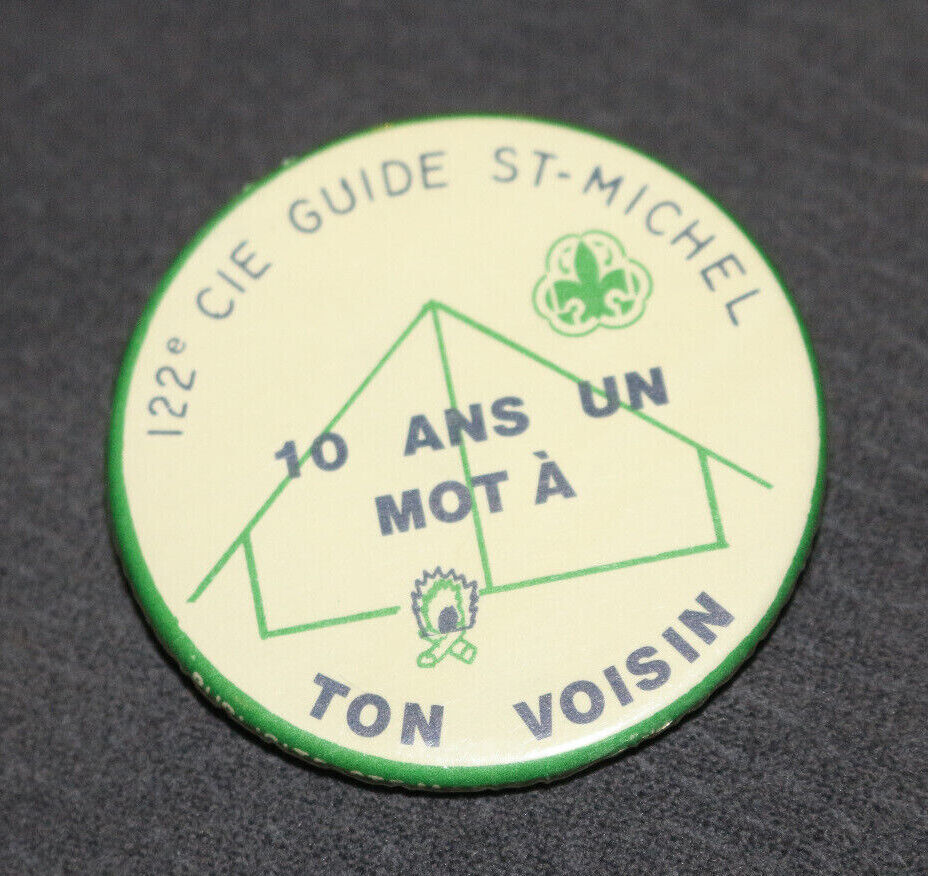 122e CIE GUIDE ST-MICHEL
10 ANS UN
MOT À
TON VOISIN